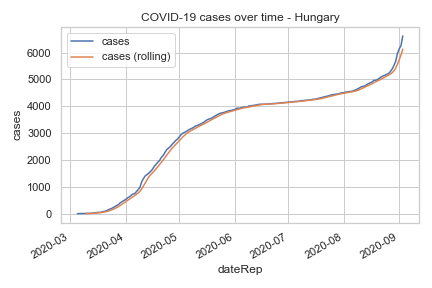 COVID-19 cases over time - Hungary
cases
cases (rolling)
6000
5000
4000
3000
2000
1000
0
cases
2020-03
2020-04
2020-05
2020-06
2020-07
2020-08
2020-09
dateRep